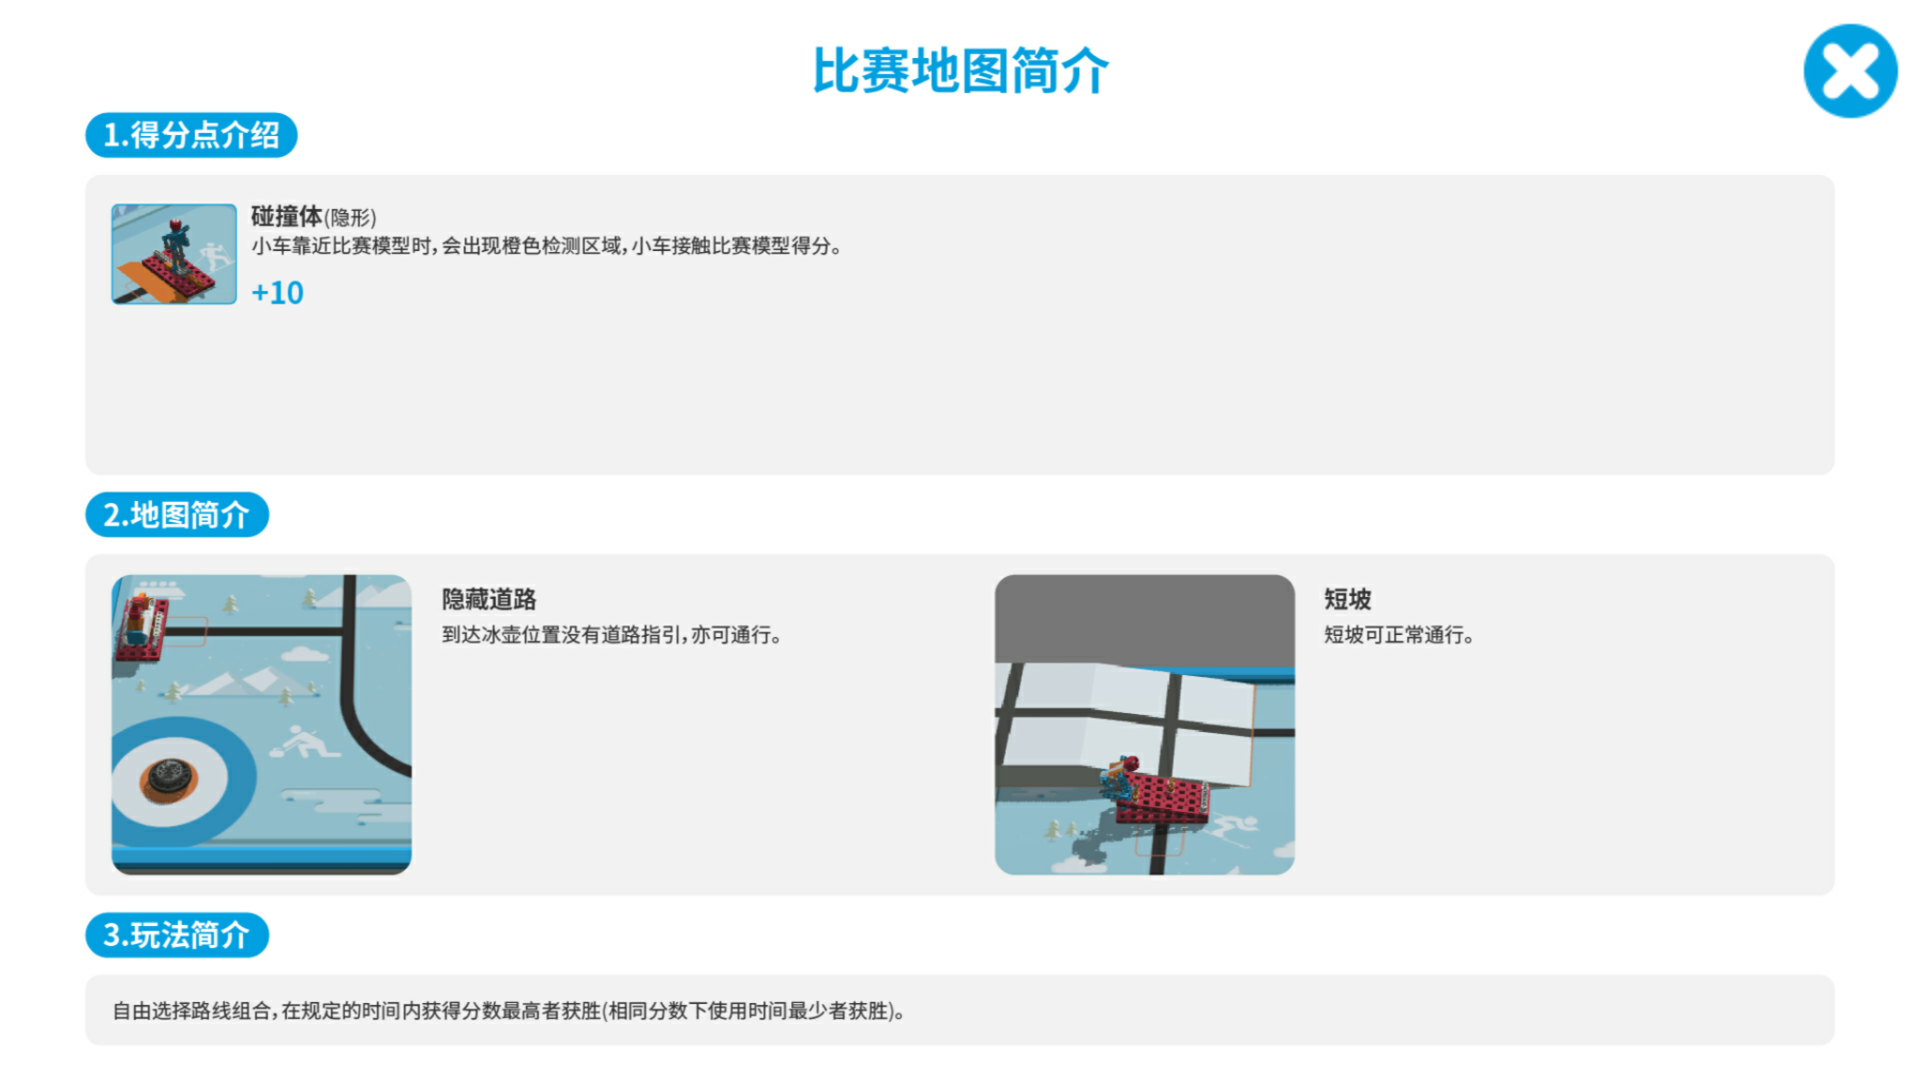 比赛地图简介
1.得分点介绍
碰撞体(隐形)
小车靠近比赛模型时,会出现橙色检测区域,小车接触比赛模型得分。
+10
2.地图简介
隐藏道路
到达冰壶位置没有道路指引,亦可通行。
短坡
短坡可正常通行。
3.玩法简介
自由选择路线组合,在规定的时间内获得分数最高者获胜(相同分数下使用时间最少者获胜)。